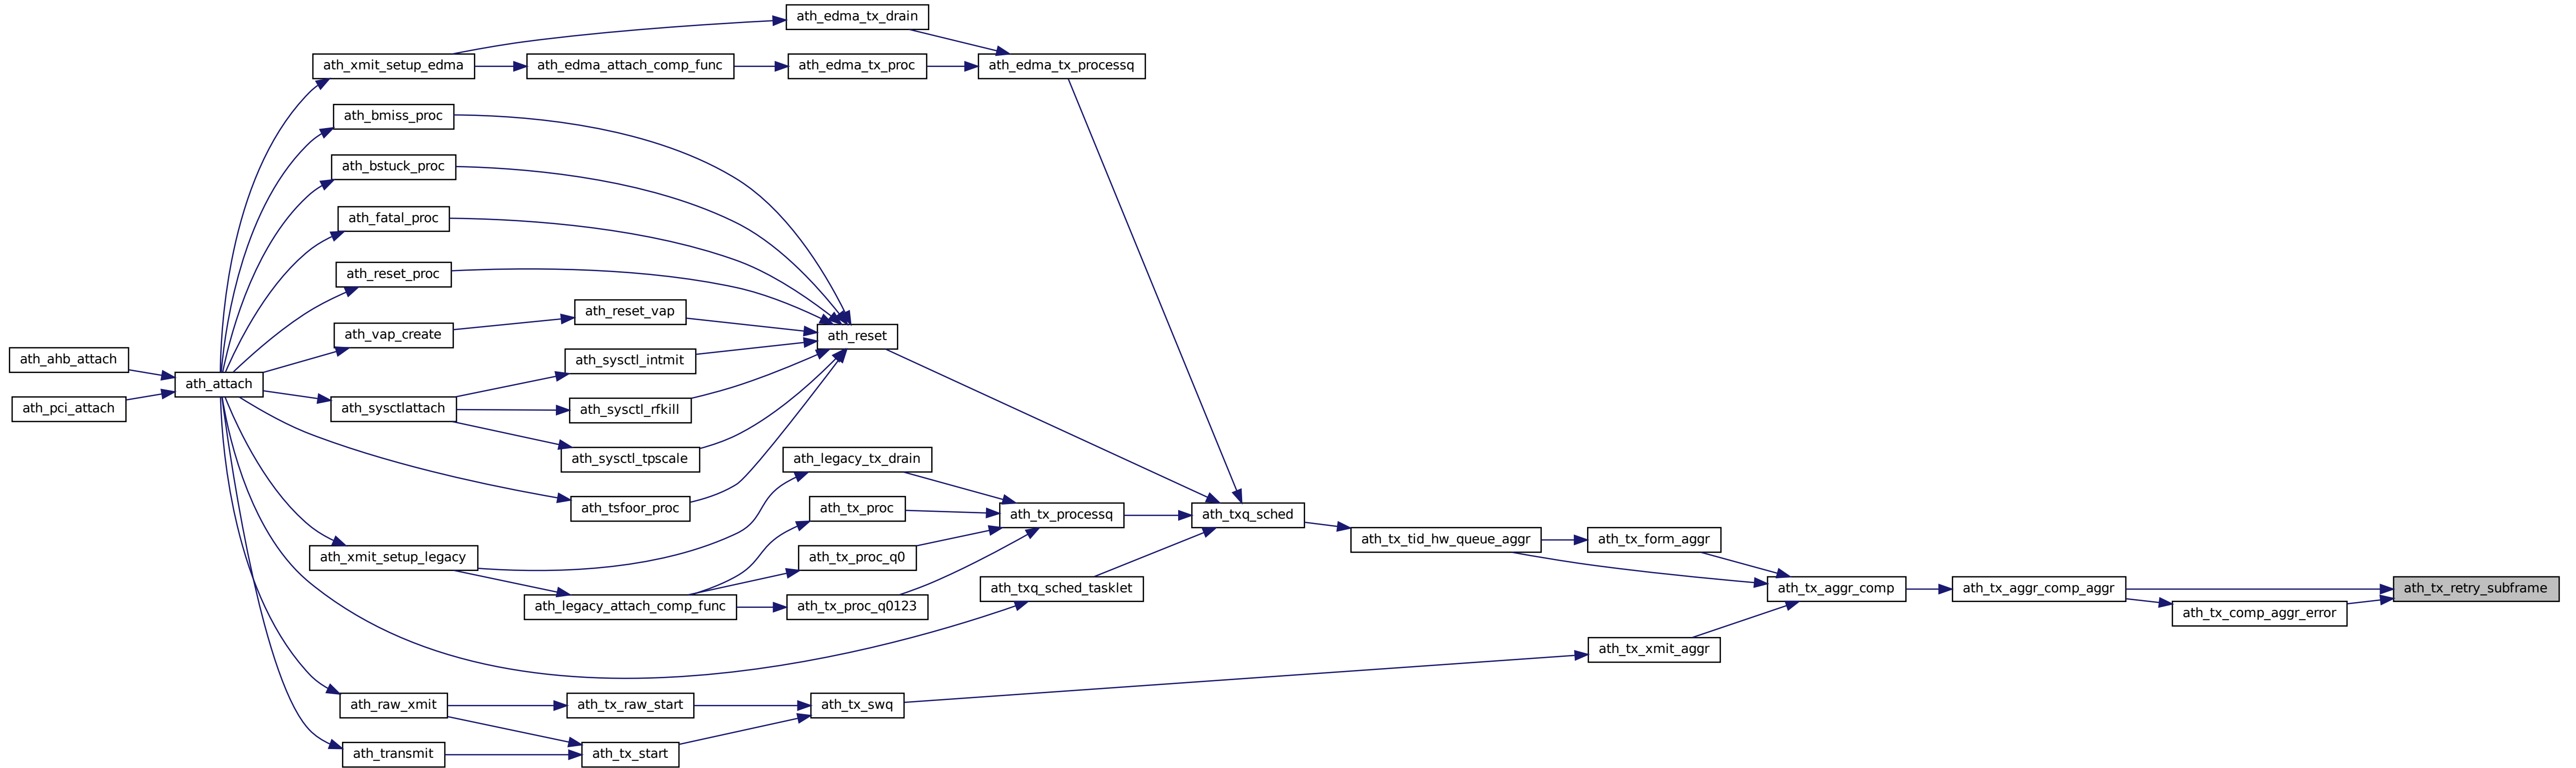 ath_edma_tx_drain
ath_xmit_setup_edma
ath_edma_attach_comp_func
ath_edma_tx_proc
ath_edma_tx_processq
ath_bmiss_proc
ath_bstuck_proc
ath_fatal_proc
ath_reset_proc
ath_reset_vap
ath_vap_create
ath_reset
ath_ahb_attach
ath_sysctl_intmit
ath_attach
ath_pci_attach
ath_sysctlattach
ath_sysctl_rfkill
ath_sysctl_tpscale
ath_legacy_tx_drain
ath_tsfoor_proc
ath_tx_proc
ath_tx_processq
ath_txq_sched
ath_tx_tid_hw_queue_aggr
ath_tx_form_aggr
ath_xmit_setup_legacy
ath_tx_proc_q0
ath_txq_sched_tasklet
ath_tx_aggr_comp
ath_tx_aggr_comp_aggr
ath_tx_retry_subframe
ath_legacy_attach_comp_func
ath_tx_proc_q0123
ath_tx_comp_aggr_error
ath_tx_xmit_aggr
ath_raw_xmit
ath_tx_raw_start
ath_tx_swq
ath_transmit
ath_tx_start